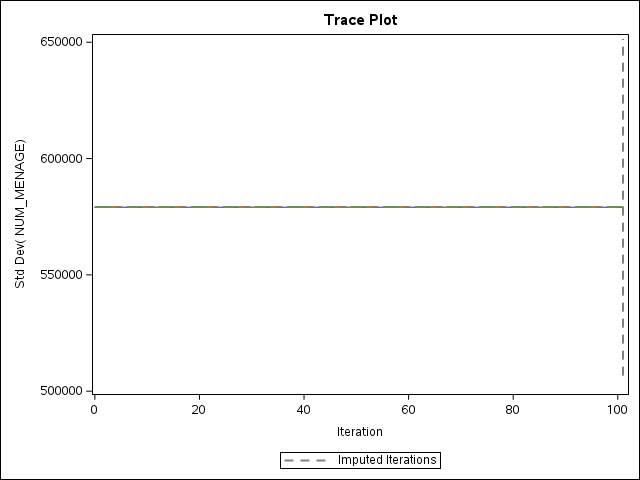 Trace Plot
650000
600000
550000
500000
Std Dev( NUM_MENAGE)
0 20 40 60 80 100
Iteration
Imputed Iterations